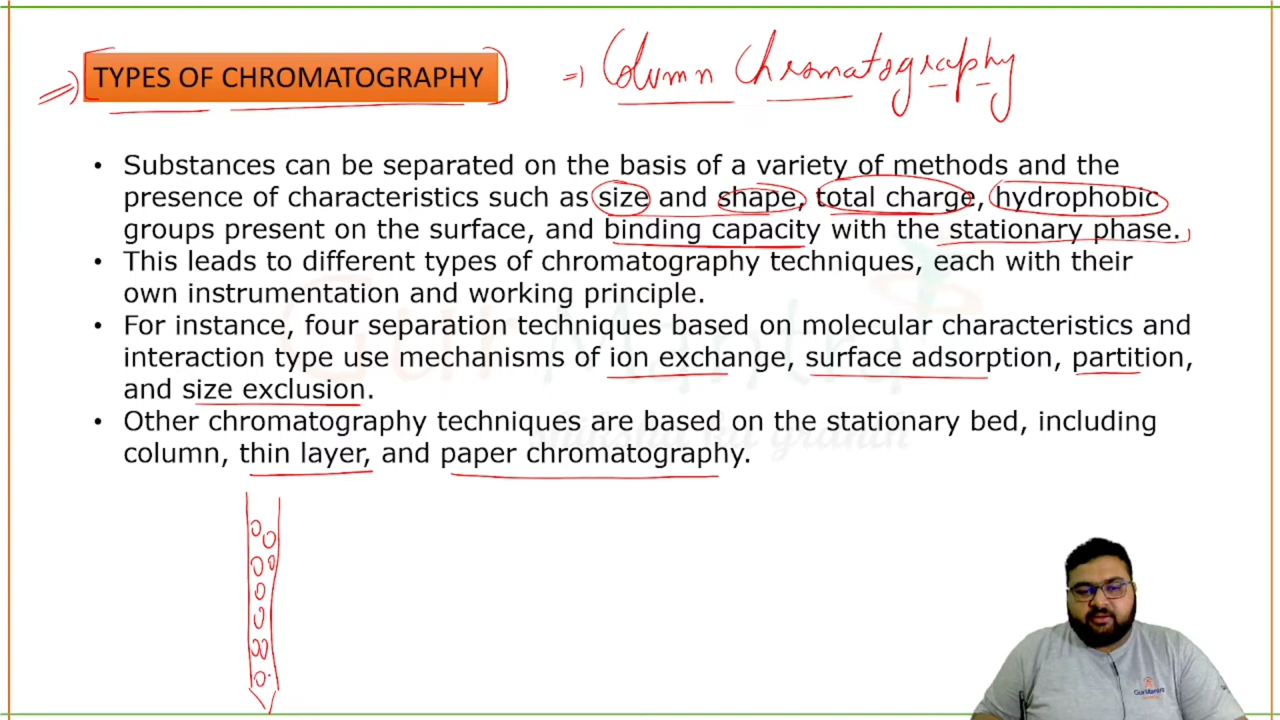 TYPES OF CHROMATOGRAPHY
⇒ Column Chromatography
• Substances can be separated on the basis of a variety of methods and the
presence of characteristics such as size and shape, total charge, hydrophobic
groups present on the surface, and binding capacity with the stationary phase.
• This leads to different types of chromatography techniques, each with their
own instrumentation and working principle.
• For instance, four separation techniques based on molecular characteristics and
interaction type use mechanisms of ion exchange, surface adsorption, partition,
and size exclusion.
• Other chromatography techniques are based on the stationary bed, including
column, thin layer, and paper chromatography.
GurMantra
GurMantra